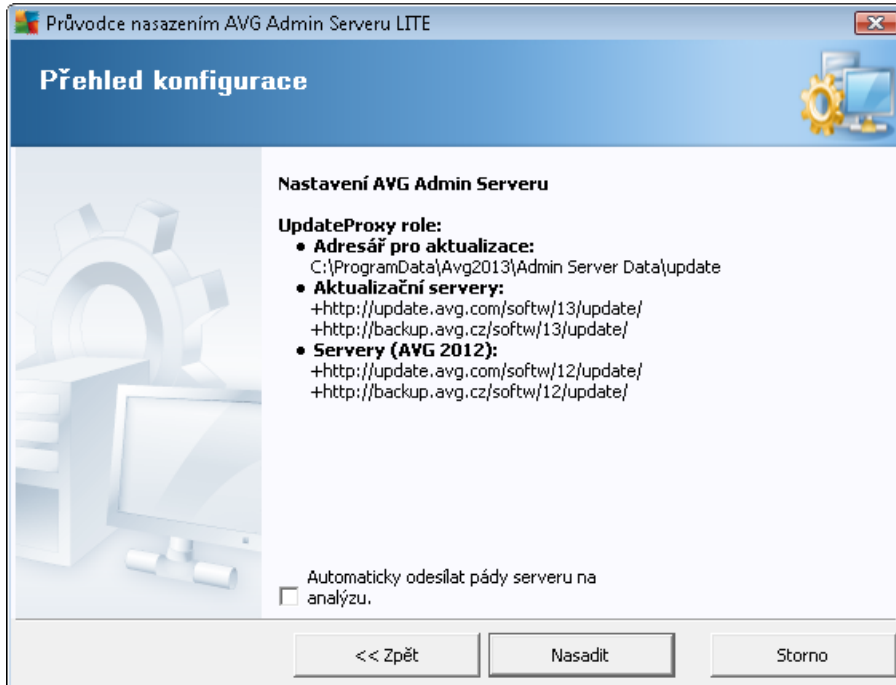 Průvodce nasazením AVG Admin Serveru LITE
Přehled konfigurace
Nastavení AVG Admin Serveru
UpdateProxy role:
• Adresář pro aktualizace:
C:\ProgramData\Avg2013\Admin Server Data\update
• Aktualizační servery:
+http://update.avg.com/softw/13/update/
+http://backup.avg.cz/softw/13/update/
• Servery (AVG 2012):
+http://update.avg.com/softw/12/update/
+http://backup.avg.cz/softw/12/update/
Automaticky odesílat pády serveru na
analýzu.
<< Zpět
Nasadit
Storno